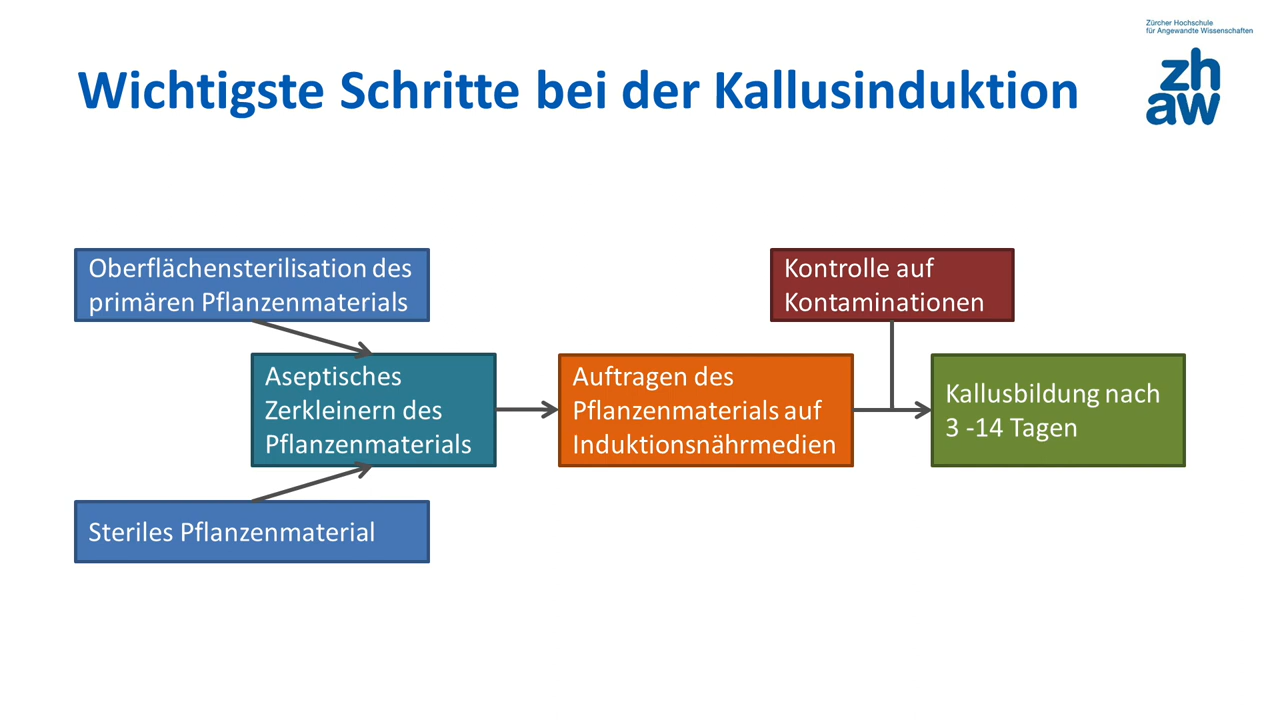 Zürcher Hochschule
für Angewandte Wissenschaften
zh
aw
Wichtigste Schritte bei der Kallusinduktion
Oberflächensterilisation des
primären Pflanzenmaterials
Kontrolle auf
Kontaminationen
Aseptisches
Zerkleinern des
Pflanzenmaterials
Auftragen des
Pflanzenmaterials auf
Induktionsnährmedien
Kallusbildung nach
3 -14 Tagen
Steriles Pflanzenmaterial